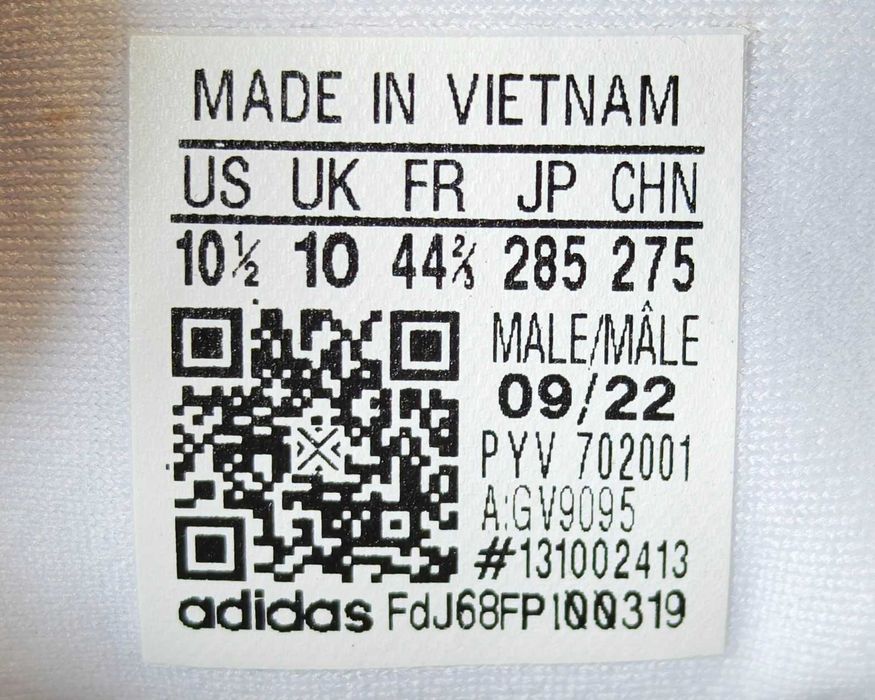 MADE IN VIETNAM
US UK FR JP CHN
10½ 10 44⅔ 285 275
MALE/MÂLE
09/22
PYV 702001
A:GV9095
#131002413
adidas FdJ68FP100319